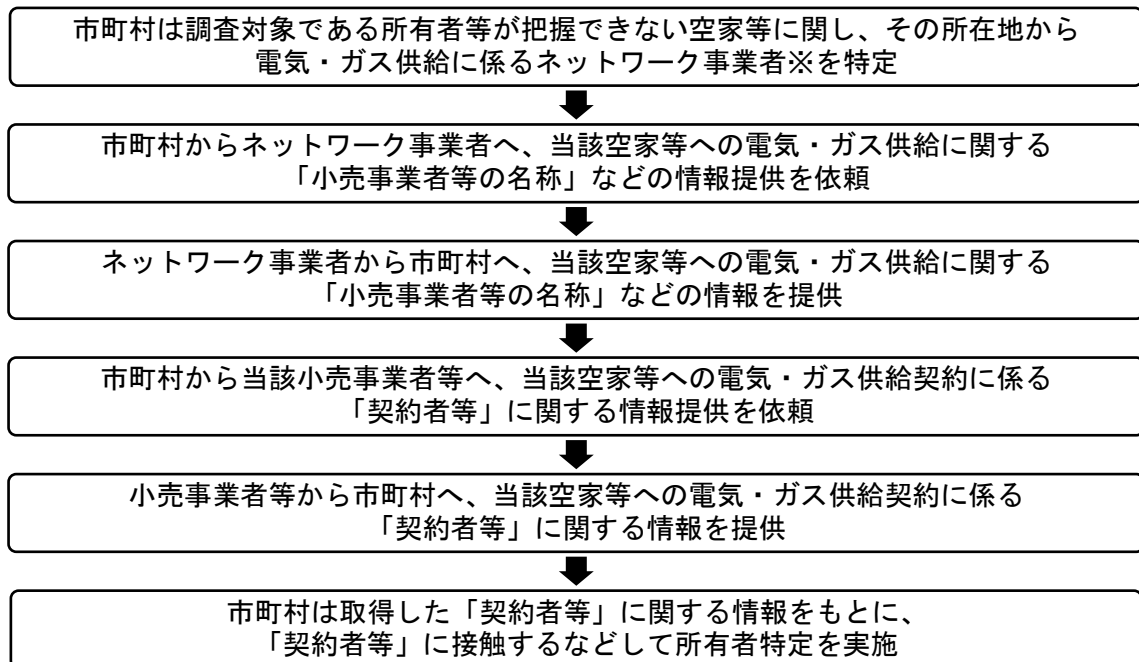 市町村は調査対象である所有者等が把握できない空家等に関し、その所在地から
電気・ガス供給に係るネットワーク事業者※を特定
市町村からネットワーク事業者へ、当該空家等への電気・ガス供給に関する
「小売事業者等の名称」などの情報提供を依頼
ネットワーク事業者から市町村へ、当該空家等への電気・ガス供給に関する
「小売事業者等の名称」などの情報を提供
市町村から当該小売事業者等へ、当該空家等への電気・ガス供給契約に係る
「契約者等」に関する情報提供を依頼
小売事業者等から市町村へ、当該空家等への電気・ガス供給契約に係る
「契約者等」に関する情報を提供
市町村は取得した「契約者等」に関する情報をもとに、
「契約者等」に接触するなどして所有者特定を実施